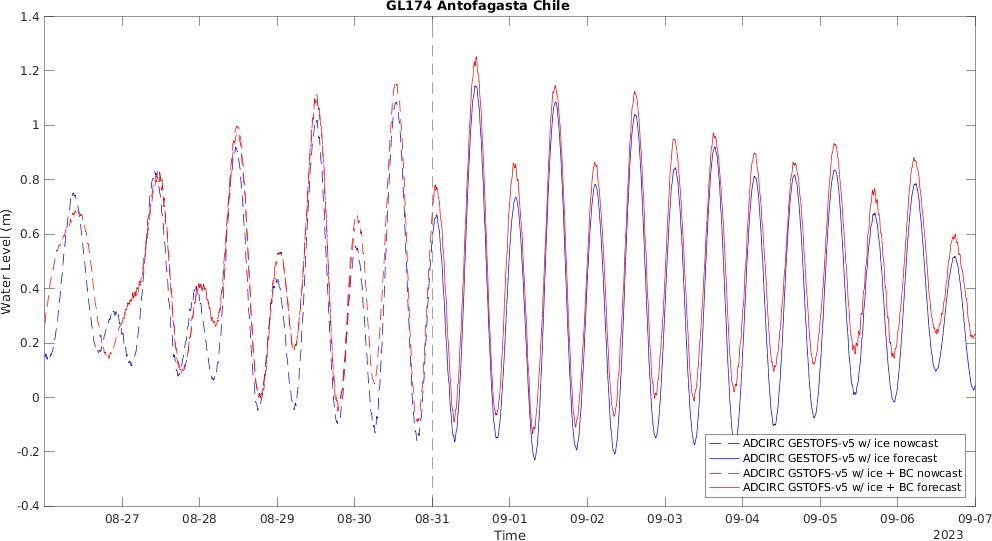 GL174 Antofagasta Chile
1.4
1.2
1
0.8
0.6
0.4
0.2
0
-0.2
-0.4
Water Level (m)
ADCIRC GESTOFS-v5 w/ ice nowcast
ADCIRC GESTOFS-v5 w/ ice forecast
ADCIRC GSTOFS-v5 w/ ice + BC nowcast
ADCIRC GSTOFS-v5 w/ ice + BC forecast
08-27 08-28 08-29 08-30 08-31 09-01 09-02 09-03 09-04 09-05 09-06 09-07
Time
2023